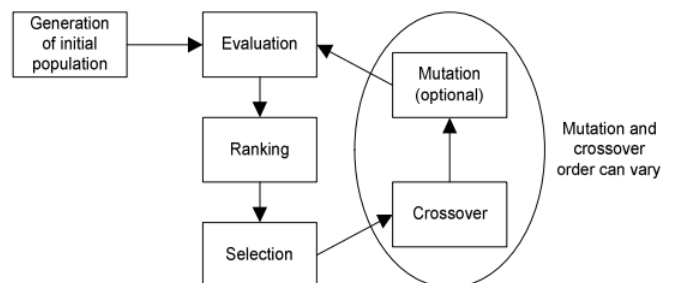 Generation
of initial
population
Evaluation
Mutation
(optional)
Ranking
Mutation and
crossover
order can vary
Crossover
Selection